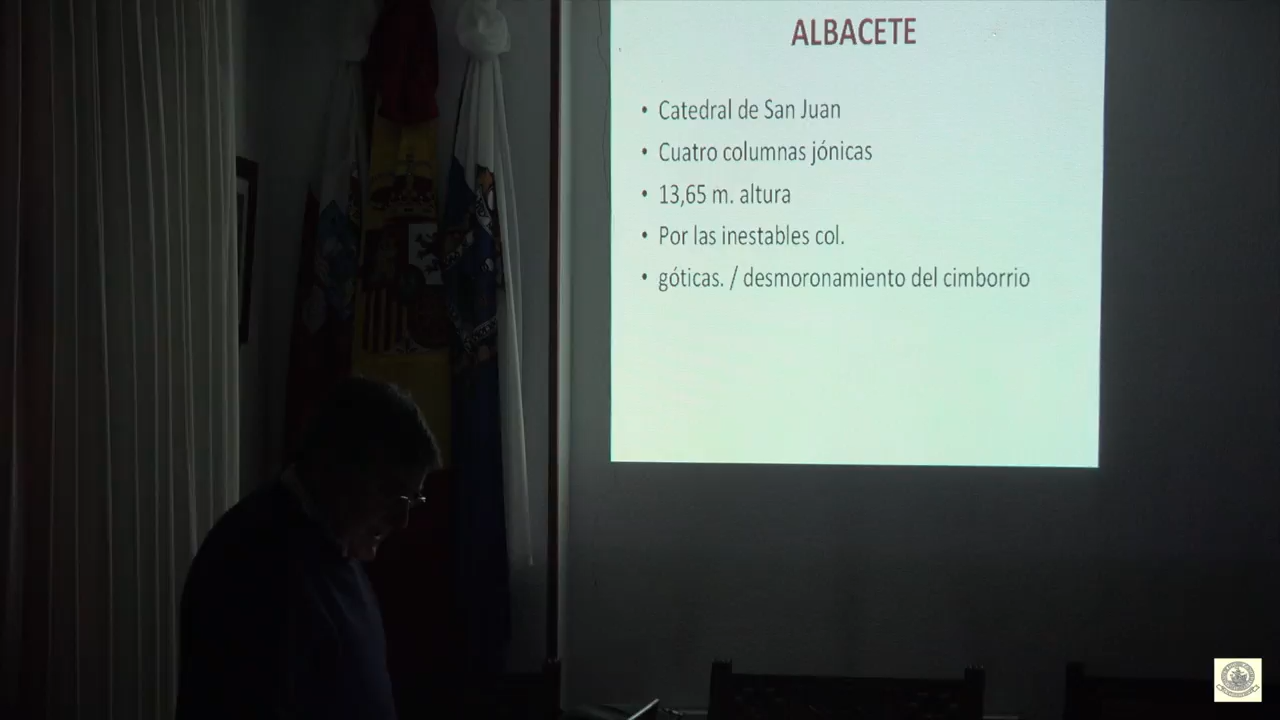 ALBACETE
• Catedral de San Juan
• Cuatro columnas jónicas
• 13,65 m. altura
• Por las inestables col.
• góticas. / desmoronamiento del cimborrio